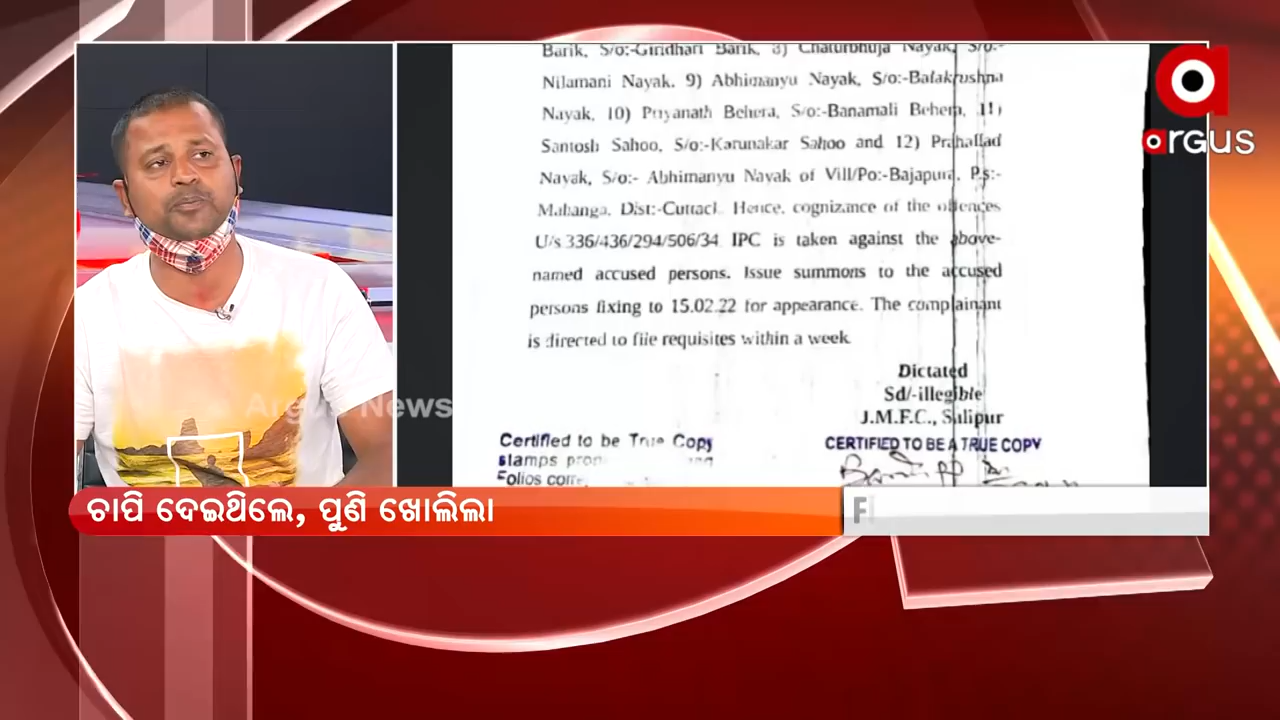 Barik, S/o:-Giridhari Barik, 8) Chaturbhuja Nayak, S/o:-
Nilamani Nayak, 9) Abhimanyu Nayak, S/o:-Balakrushna
Nayak, 10) Priyanath Behera, S/o:-Banamali Behera, 11)
Santosh Sahoo, S/o:-Karunakar Sahoo and 12) Prahallad
Nayak, S/o:- Abhimanyu Nayak of Vill/Po:-Bajapura, P.s:-
Mahanga, Dist:-Cuttack. Hence, cognizance of the offences
U/s 336/436/294/506/34 IPC is taken against the above-
named accused persons. Issue summons to the accused
persons fixing to 15.02.22 for appearance. The complainant
is directed to file requisites within a week
Dictated
Sd/-illegible
J.M.F.C., Salipur
Certified to be True Copy
stamps
Folios
CERTIFIED TO BE A TRUE COPY
argus
Argus News
ଚାପି ଦେଇଥିଲେ, ପୁଣି ଖୋଲିଲା